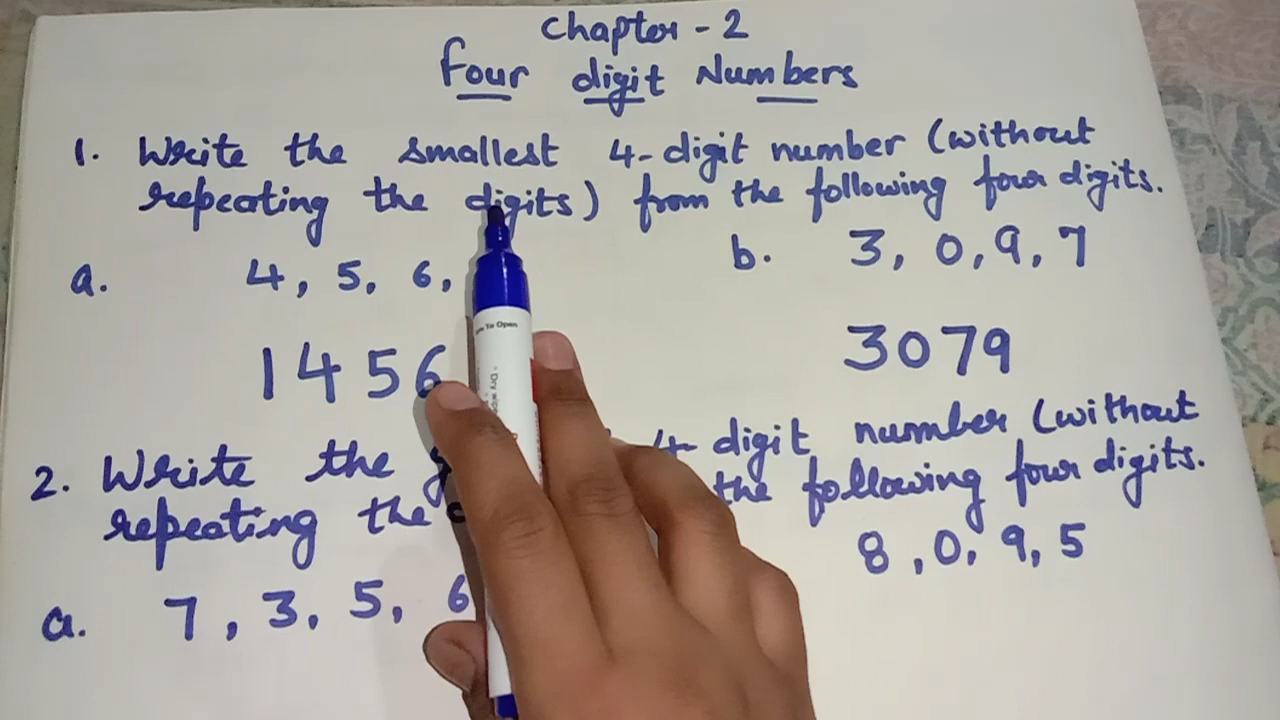 Chapter - 2
Four digit Numbers
1. Write the smallest 4-digit number (without
repeating the digits) from the following four digits.
a. 4, 5, 6,
b. 3, 0, 9, 7
1456
3079
2. Write the 4- digit number (without
repeating the the following four digits.
8, 0, 9, 5
a. 7, 3, 5, 6
To Open